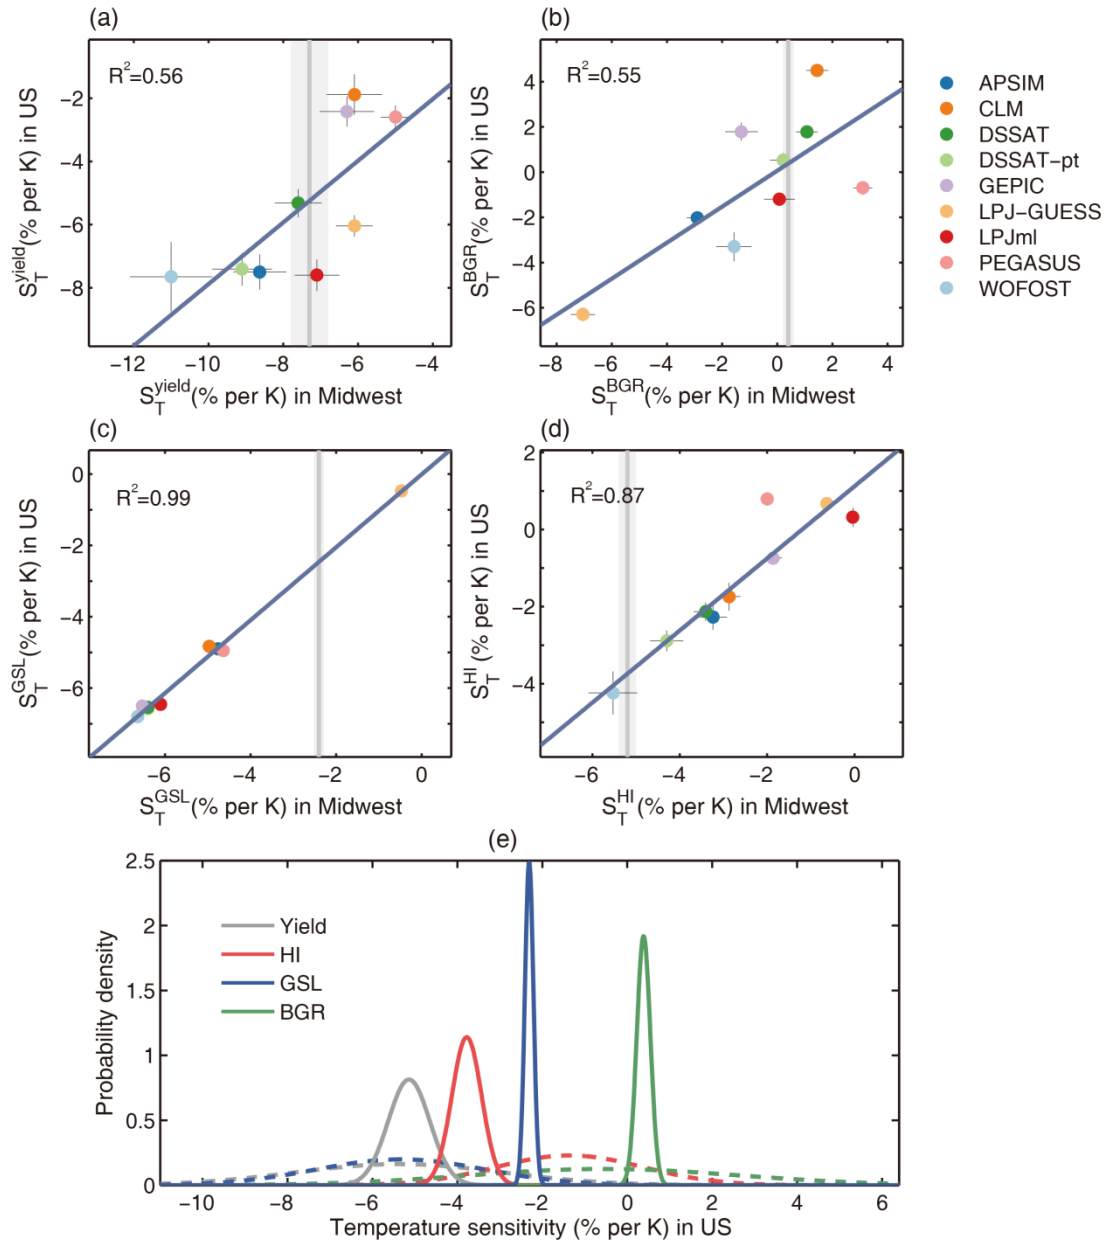 (a)
R²=0.56
−2
−4
−6
−8
S_T^yield(% per K) in US
−12 −10 −8 −6 −4
S_T^yield(% per K) in Midwest
(b)
R²=0.55
4
2
0
−2
−4
−6
S_T^BGR(% per K) in US
−8 −6 −4 −2 0 2 4
S_T^BGR(% per K) in Midwest
APSIM
CLM
DSSAT
DSSAT−pt
GEPIC
LPJ−GUESS
LPJml
PEGASUS
WOFOST
(c)
R²=0.99
0
−2
−4
−6
S_T^GSL(% per K) in US
−6 −4 −2 0
S_T^GSL(% per K) in Midwest
(d)
R²=0.87
2
0
−2
−4
S_T^HI(% per K) in US
−6 −4 −2 0
S_T^HI(% per K) in Midwest
(e)
2.5
2
1.5
1
0.5
0
Probability density
Yield
HI
GSL
BGR
−10 −8 −6 −4 −2 0 2 4 6
Temperature sensitivity (% per K) in US